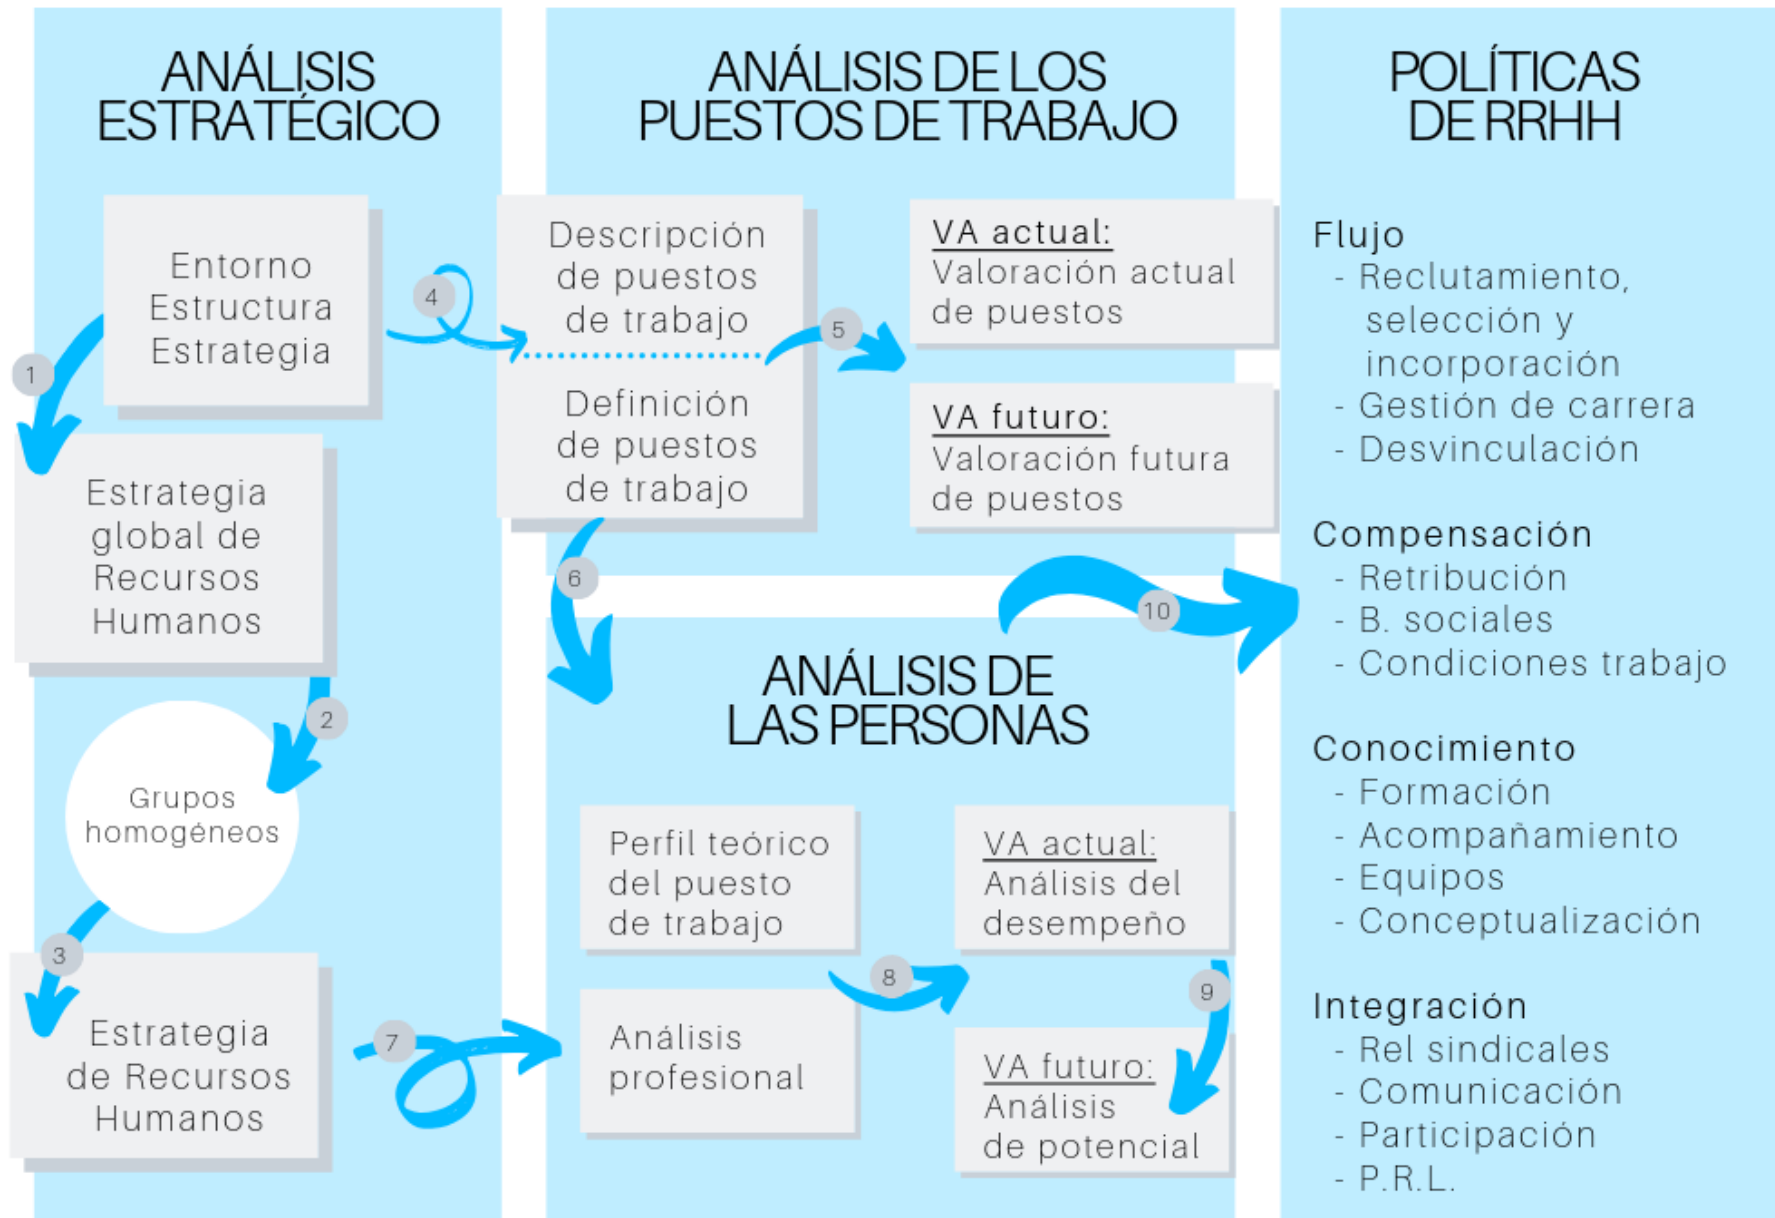 ANÁLISIS
ESTRATÉGICO
Entorno
Estructura
Estrategia
1
Estrategia
global de
Recursos
Humanos
2
Grupos
homogéneos
3
Estrategia
de Recursos
Humanos
ANÁLISIS DE LOS
PUESTOS DE TRABAJO
4
Descripción
de puestos
de trabajo
Definición
de puestos
de trabajo
5
VA actual:
Valoración actual
de puestos
VA futuro:
Valoración futura
de puestos
6
ANÁLISIS DE
LAS PERSONAS
7
Perfil teórico
del puesto
de trabajo
Análisis
profesional
8
VA actual:
Análisis del
desempeño
9
VA futuro:
Análisis
de potencial
10
POLÍTICAS
DE RRHH
Flujo
- Reclutamiento,
selección y
incorporación
- Gestión de carrera
- Desvinculación
Compensación
- Retribución
- B. sociales
- Condiciones trabajo
Conocimiento
- Formación
- Acompañamiento
- Equipos
- Conceptualización
Integración
- Rel sindicales
- Comunicación
- Participación
- P.R.L.